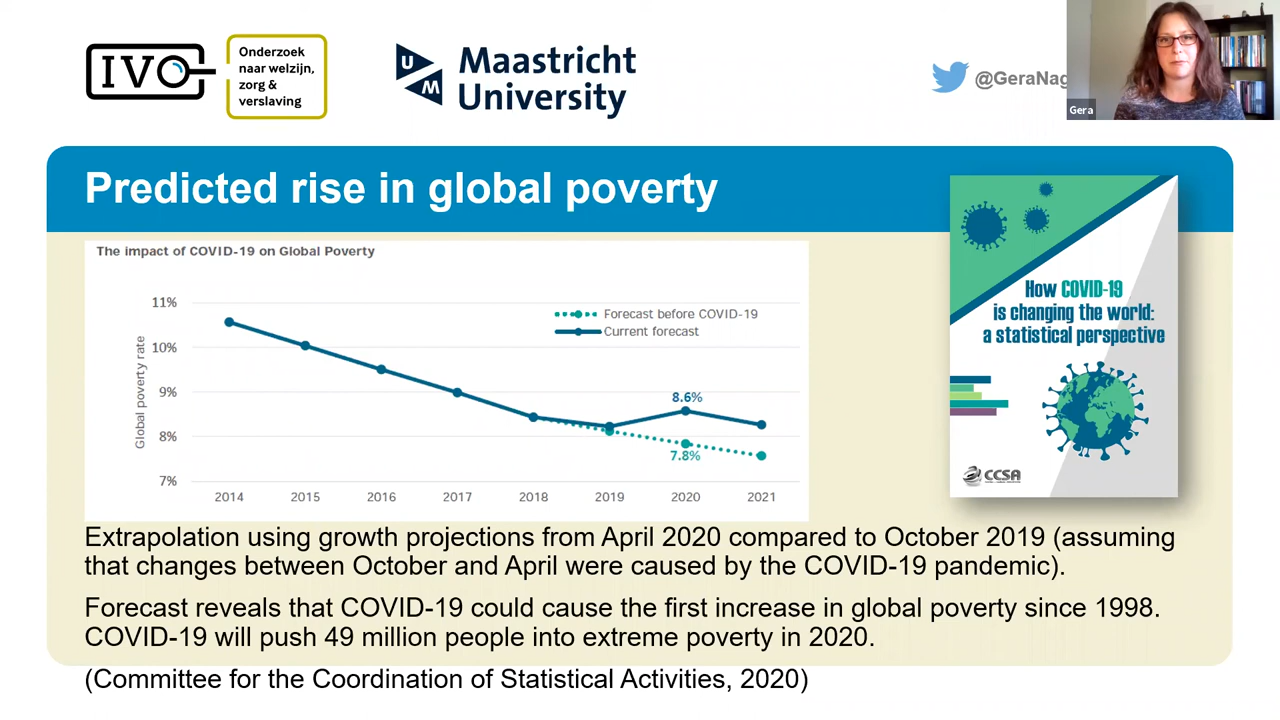 IVO
Onderzoek
naar welzijn,
zorg &
verslaving
UM
Maastricht
University
@GeraNag
Gera
Predicted rise in global poverty
The impact of COVID-19 on Global Poverty
11%
10%
9%
8%
7%
Global poverty rate
Forecast before COVID-19
Current forecast
8.6%
7.8%
2014 2015 2016 2017 2018 2019 2020 2021
How COVID-19
is changing the world:
a statistical perspective
CCSA
Extrapolation using growth projections from April 2020 compared to October 2019 (assuming
that changes between October and April were caused by the COVID-19 pandemic).
Forecast reveals that COVID-19 could cause the first increase in global poverty since 1998.
COVID-19 will push 49 million people into extreme poverty in 2020.
(Committee for the Coordination of Statistical Activities, 2020)